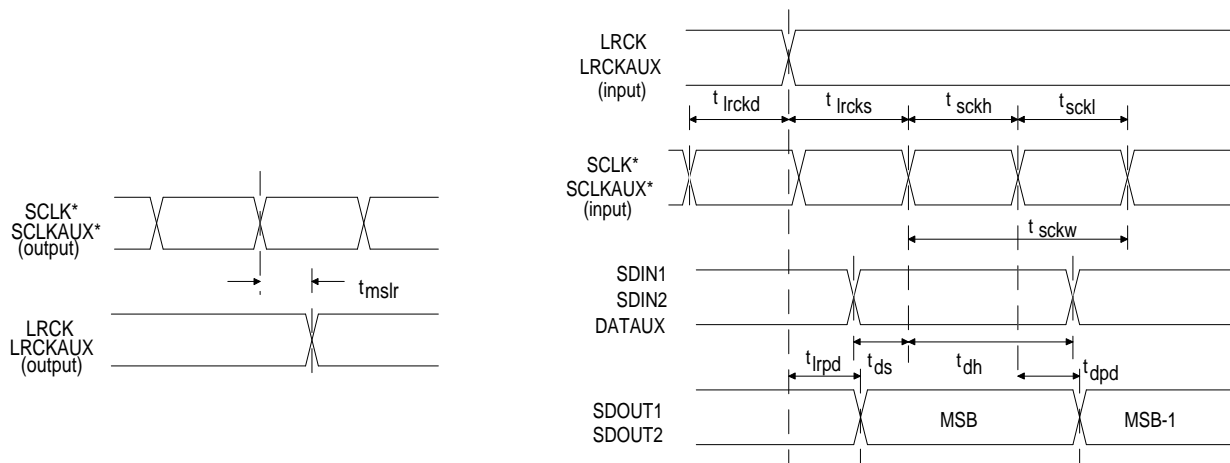 SCLK*
SCLKAUX*
(output)
t mslr
LRCK
LRCKAUX
(output)
LRCK
LRCKAUX
(input)
t lrckd
t lrcks
t sckh
t sckl
SCLK*
SCLKAUX*
(input)
t sckw
SDIN1
SDIN2
DATAUX
t lrpd
t ds
t dh
t dpd
SDOUT1
SDOUT2
MSB
MSB-1